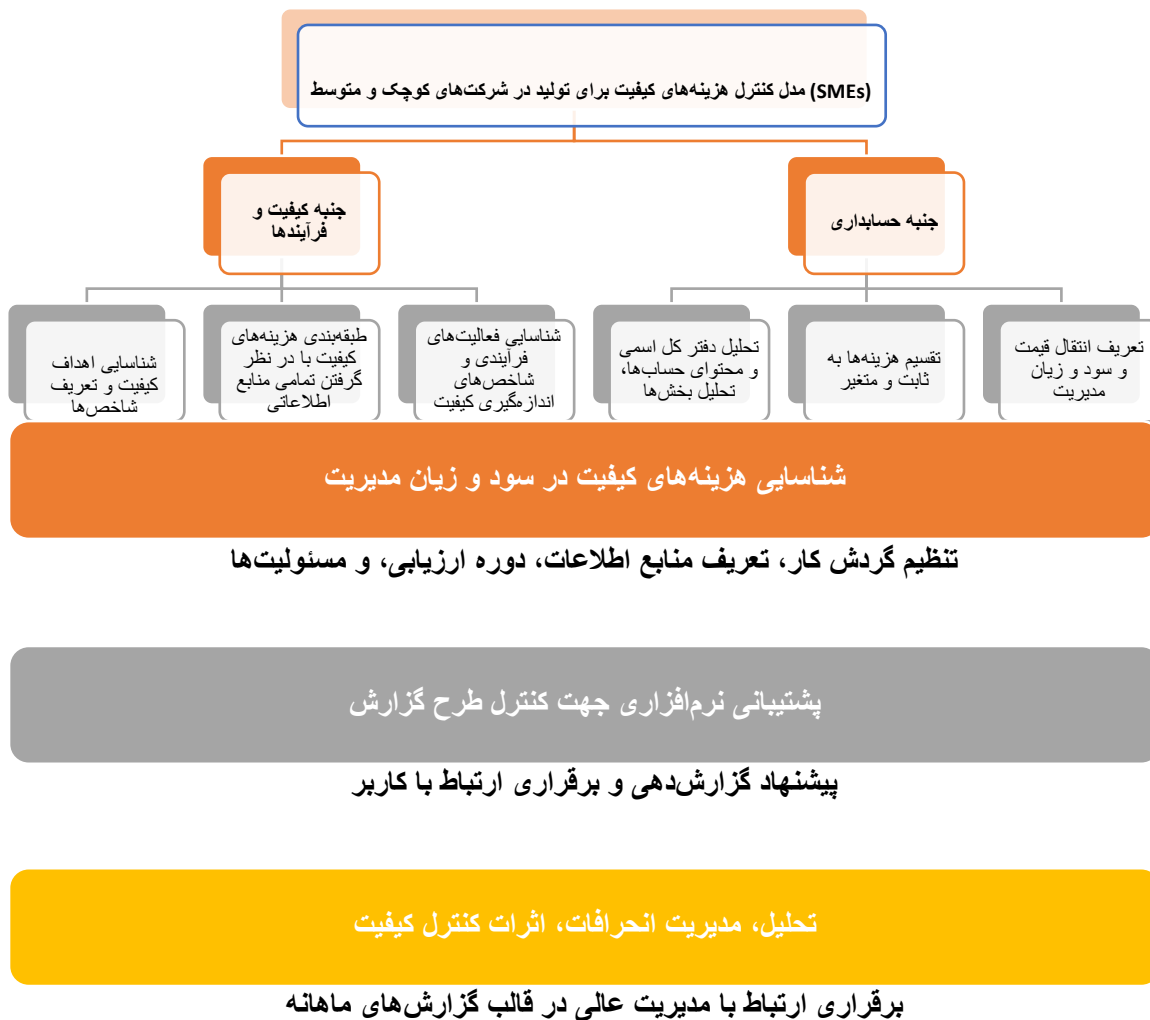 مدل کنترل هزینه‌های کیفیت برای تولید در شرکت‌های کوچک و متوسط (SMEs)
جنبه حسابداری
جنبه کیفیت و
فرآیندها
تعریف انتقال قیمت
و سود و زیان
مدیریت
تقسیم هزینه‌ها به
ثابت و متغیر
تحلیل دفتر کل اسمی
و محتوای حساب‌ها،
تحلیل بخش‌ها
شناسایی فعالیت‌های
فرآیندی و
شاخص‌های
اندازه‌گیری کیفیت
طبقه‌بندی هزینه‌های
کیفیت با در نظر
گرفتن تمامی منابع
اطلاعاتی
شناسایی اهداف
کیفیت و تعریف
شاخص‌ها
شناسایی هزینه‌های کیفیت در سود و زیان مدیریت
تنظیم گردش کار، تعریف منابع اطلاعات، دوره ارزیابی، و مسئولیت‌ها
پشتیبانی نرم‌افزاری جهت کنترل طرح گزارش
پیشنهاد گزارش‌دهی و برقراری ارتباط با کاربر
تحلیل، مدیریت انحرافات، اثرات کنترل کیفیت
برقراری ارتباط با مدیریت عالی در قالب گزارش‌های ماهانه